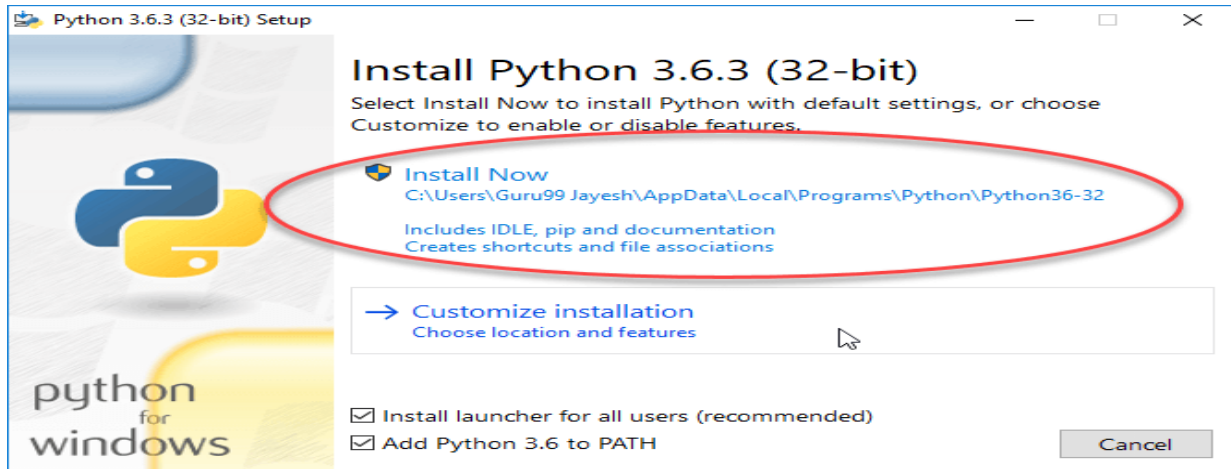 Python 3.6.3 (32-bit) Setup
Install Python 3.6.3 (32-bit)
Select Install Now to install Python with default settings, or choose
Customize to enable or disable features.
Install Now
C:\Users\Guru99 Jayesh\AppData\Local\Programs\Python\Python36-32
Includes IDLE, pip and documentation
Creates shortcuts and file associations
Customize installation
Choose location and features
python
for
windows
Install launcher for all users (recommended)
Add Python 3.6 to PATH
Cancel